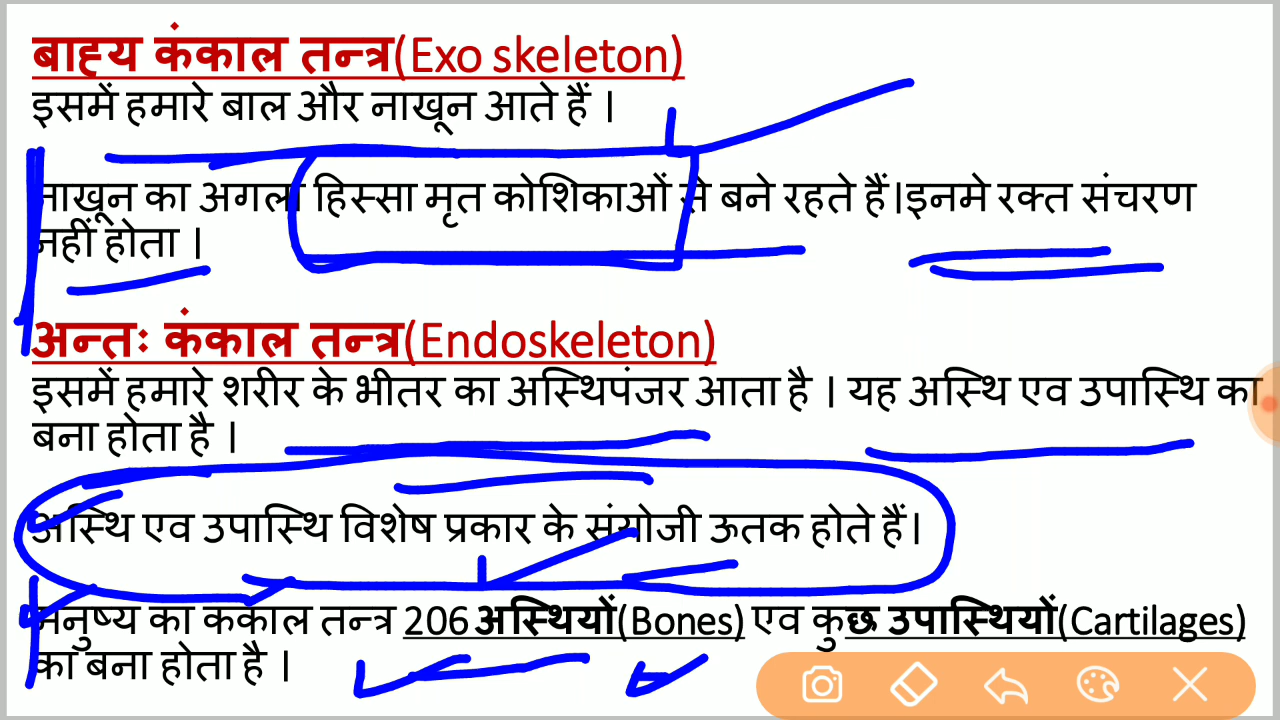 बाह्य कंकाल तन्त्र(Exo skeleton)
इसमें हमारे बाल और नाखून आते हैं ।
नाखून का अगला हिस्सा मृत कोशिकाओं से बने रहते हैं।इनमे रक्त संचरण
नहीं होता ।
अन्तः कंकाल तन्त्र(Endoskeleton)
इसमें हमारे शरीर के भीतर का अस्थिपंजर आता है । यह अस्थि एव उपास्थि का
बना होता है ।
अस्थि एव उपास्थि विशेष प्रकार के संयोजी ऊतक होते हैं।
मनुष्य का ककाल तन्त्र 206 अस्थियों(Bones) एव कुछ उपास्थियों(Cartilages)
का बना होता है ।